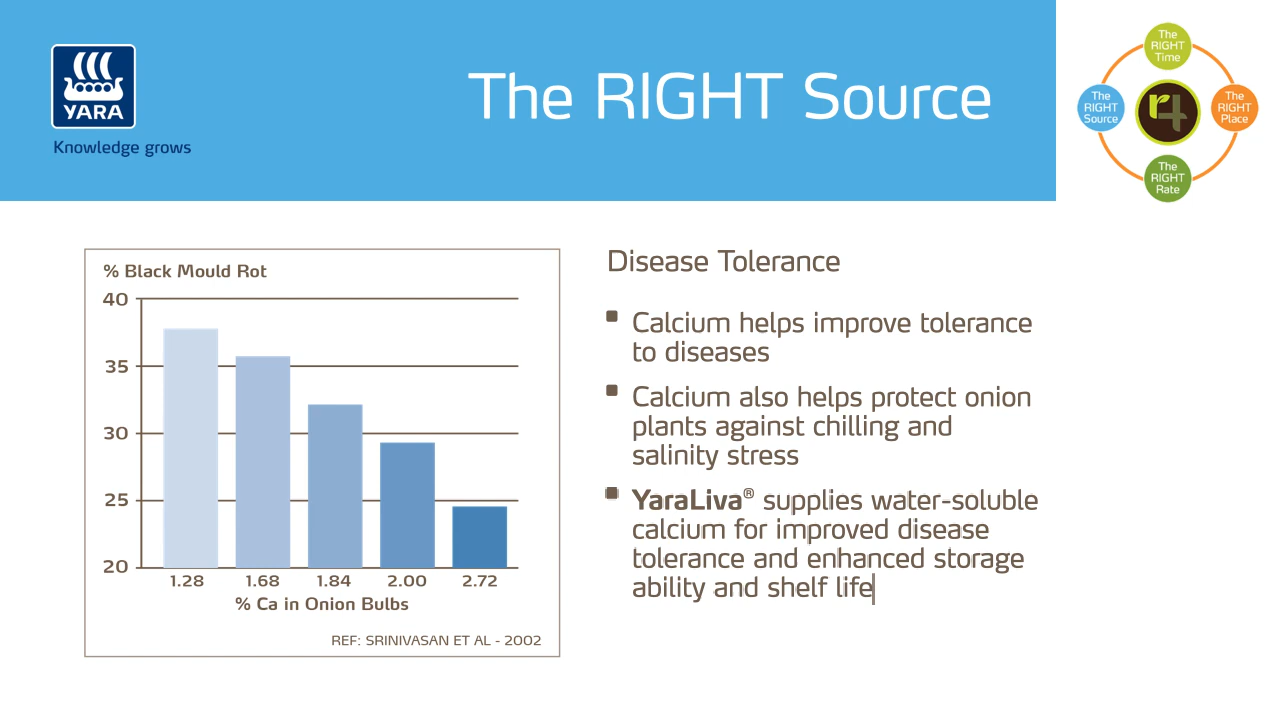 YARA
Knowledge grows
The RIGHT Source
The
RIGHT
Time
The
RIGHT
Source
r4
The
RIGHT
Place
The
RIGHT
Rate
% Black Mould Rot
40
35
30
25
20
1.28 1.68 1.84 2.00 2.72
% Ca in Onion Bulbs
REF: SRINIVASAN ET AL - 2002
Disease Tolerance
▪ Calcium helps improve tolerance
to diseases
▪ Calcium also helps protect onion
plants against chilling and
salinity stress
▪ YaraLiva® supplies water-soluble
calcium for improved disease
tolerance and enhanced storage
ability and shelf life